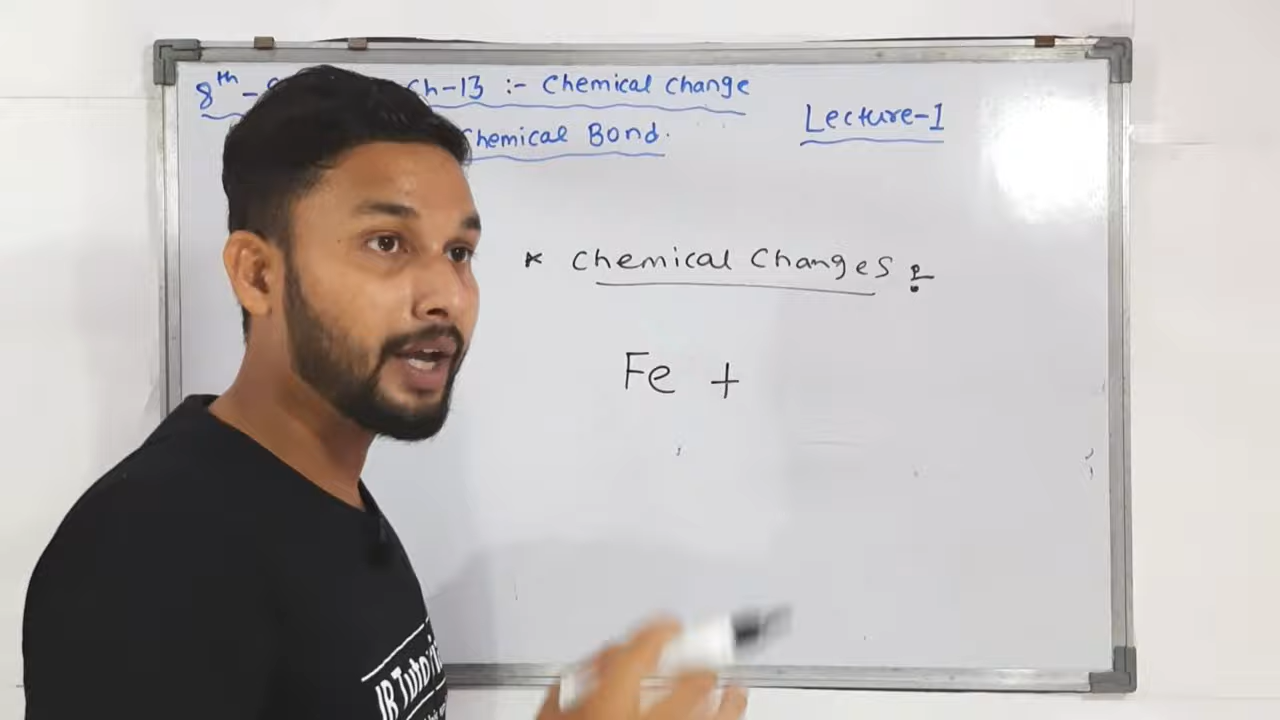 8th - Ch-13 :- Chemical Change
Chemical Bond.
Lecture-1
* Chemical Changes :-
Fe +